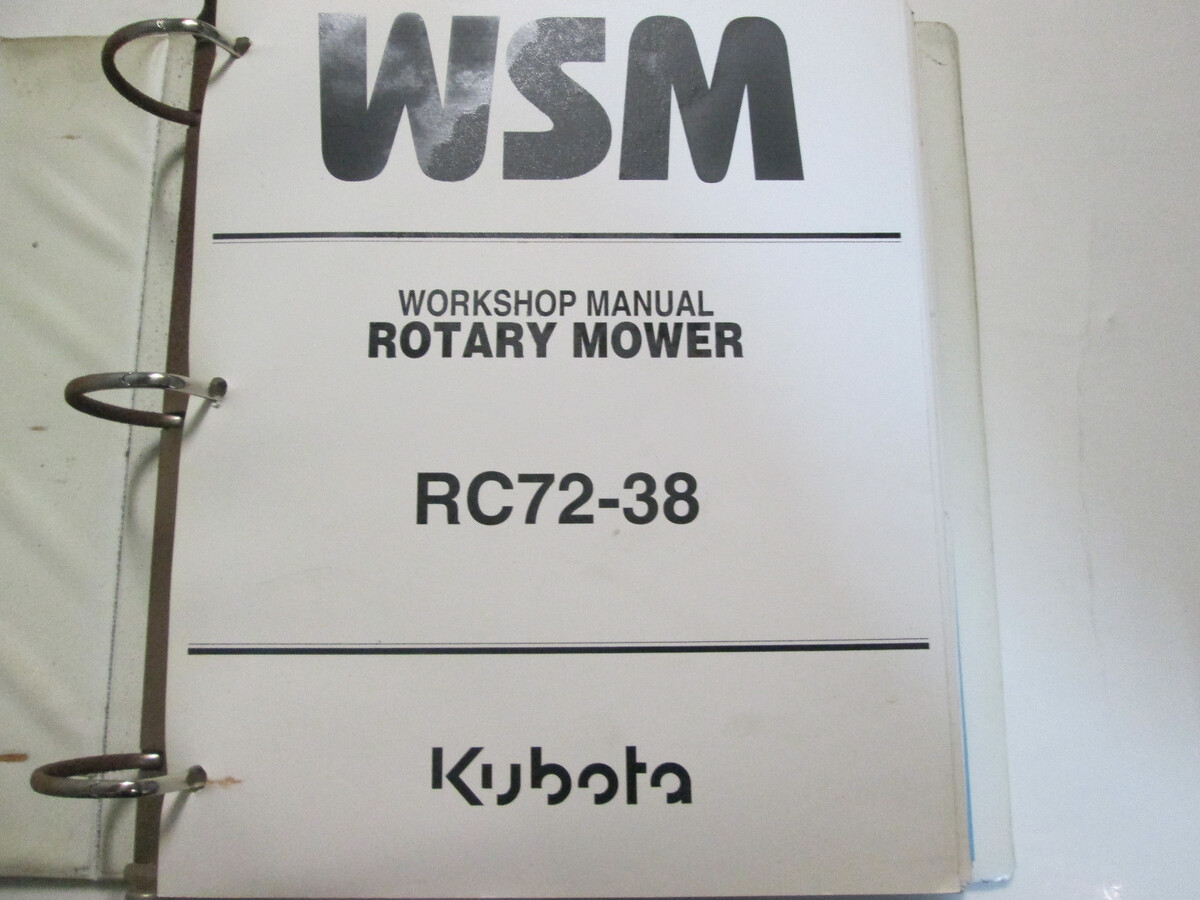 WSM
WORKSHOP MANUAL
ROTARY MOWER
RC72-38
Kubota